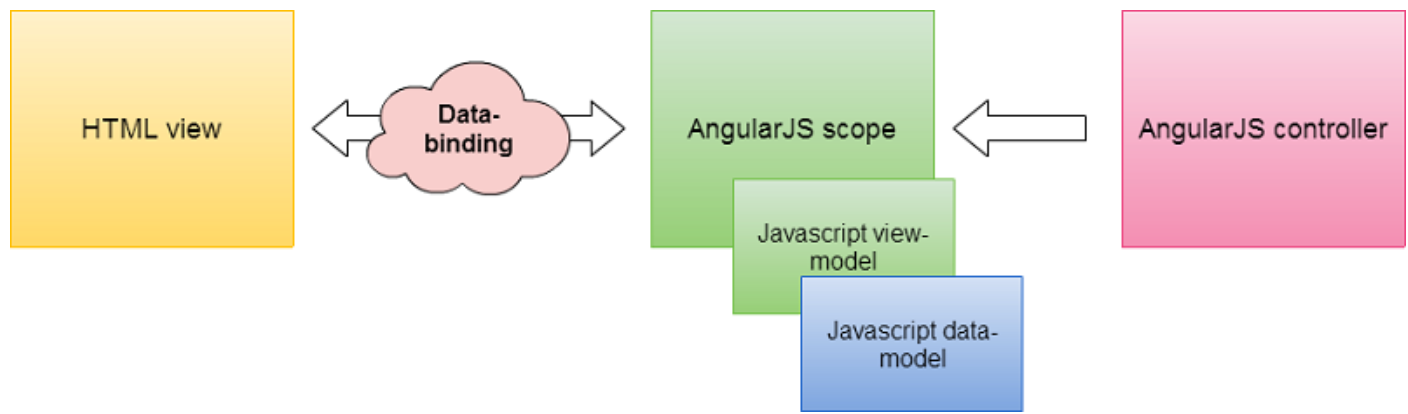 HTML view
Data-
binding
AngularJS scope
AngularJS controller
Javascript view-
model
Javascript data-
model